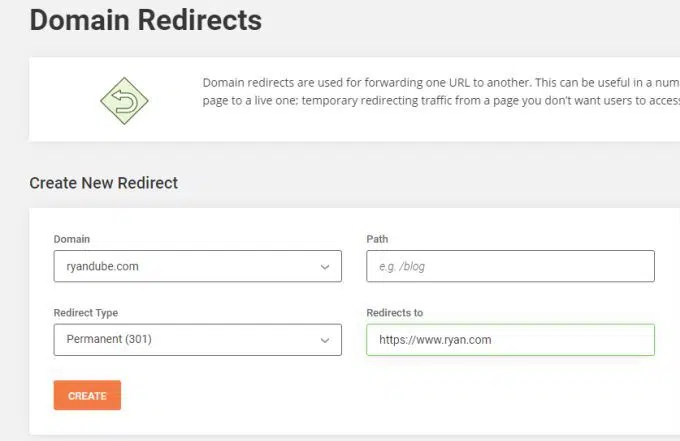 Domain Redirects
Domain redirects are used for forwarding one URL to another. This can be useful in a num
page to a live one; temporary redirecting traffic from a page you don't want users to acces
Create New Redirect
Domain
Path
ryandube.com
e.g. /blog
Redirect Type
Redirects to
Permanent (301)
https://www.ryan.com
CREATE